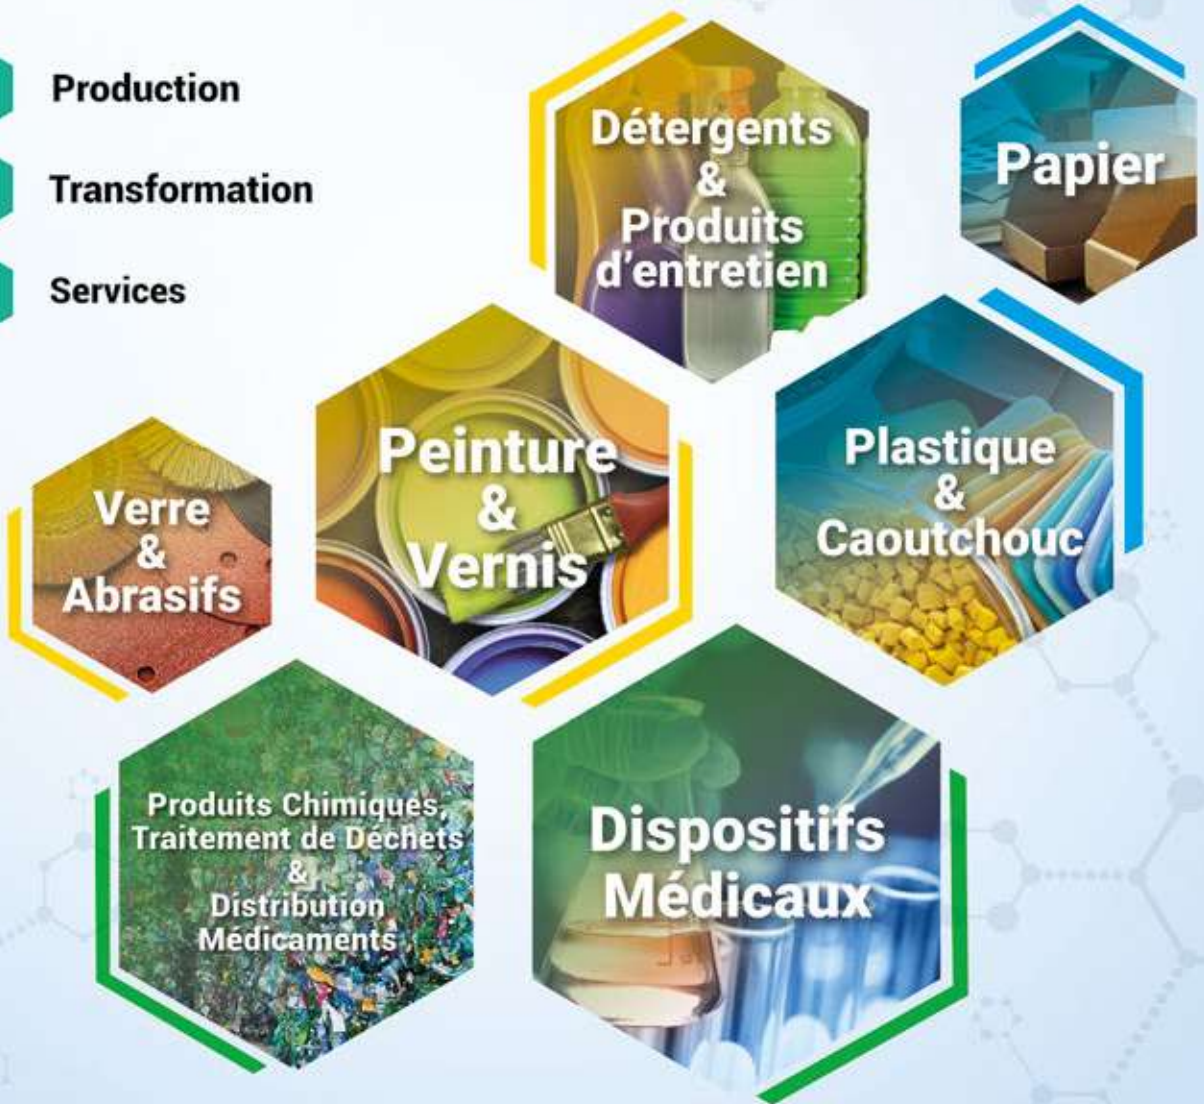 Production
Transformation
Services
Détergents
&
Produits
d'entretien
Papier
Peinture
&
Vernis
Plastique
&
Caoutchouc
Verre
&
Abrasifs
Produits Chimiques,
Traitement de Déchets
&
Distribution
Médicaments
Dispositifs
Médicaux